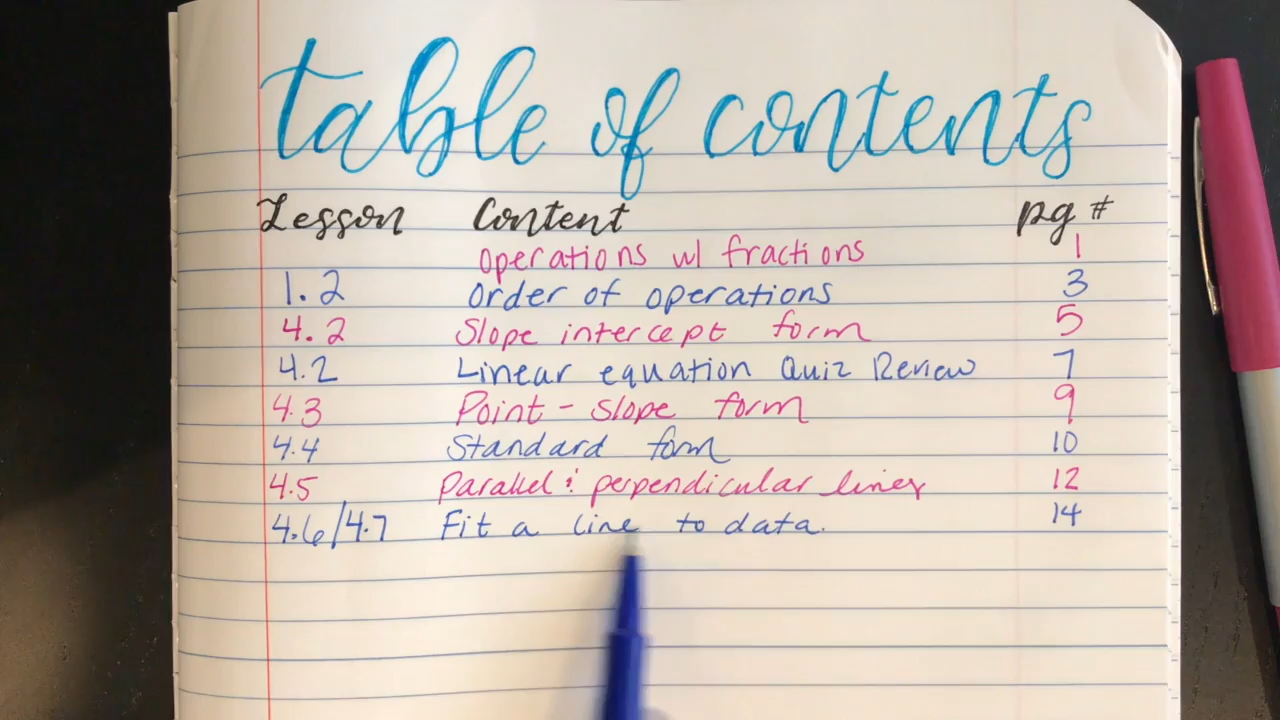 table of contents
Lesson Content pg #
operations w/ fractions 1
1.2 Order of operations 3
4.2 Slope intercept form 5
4.2 Linear equation Quiz Review 7
4.3 Point-Slope form 9
4.4 Standard form 10
4.5 Parallel & perpendicular lines 12
4.6/4.7 Fit a line to data. 14